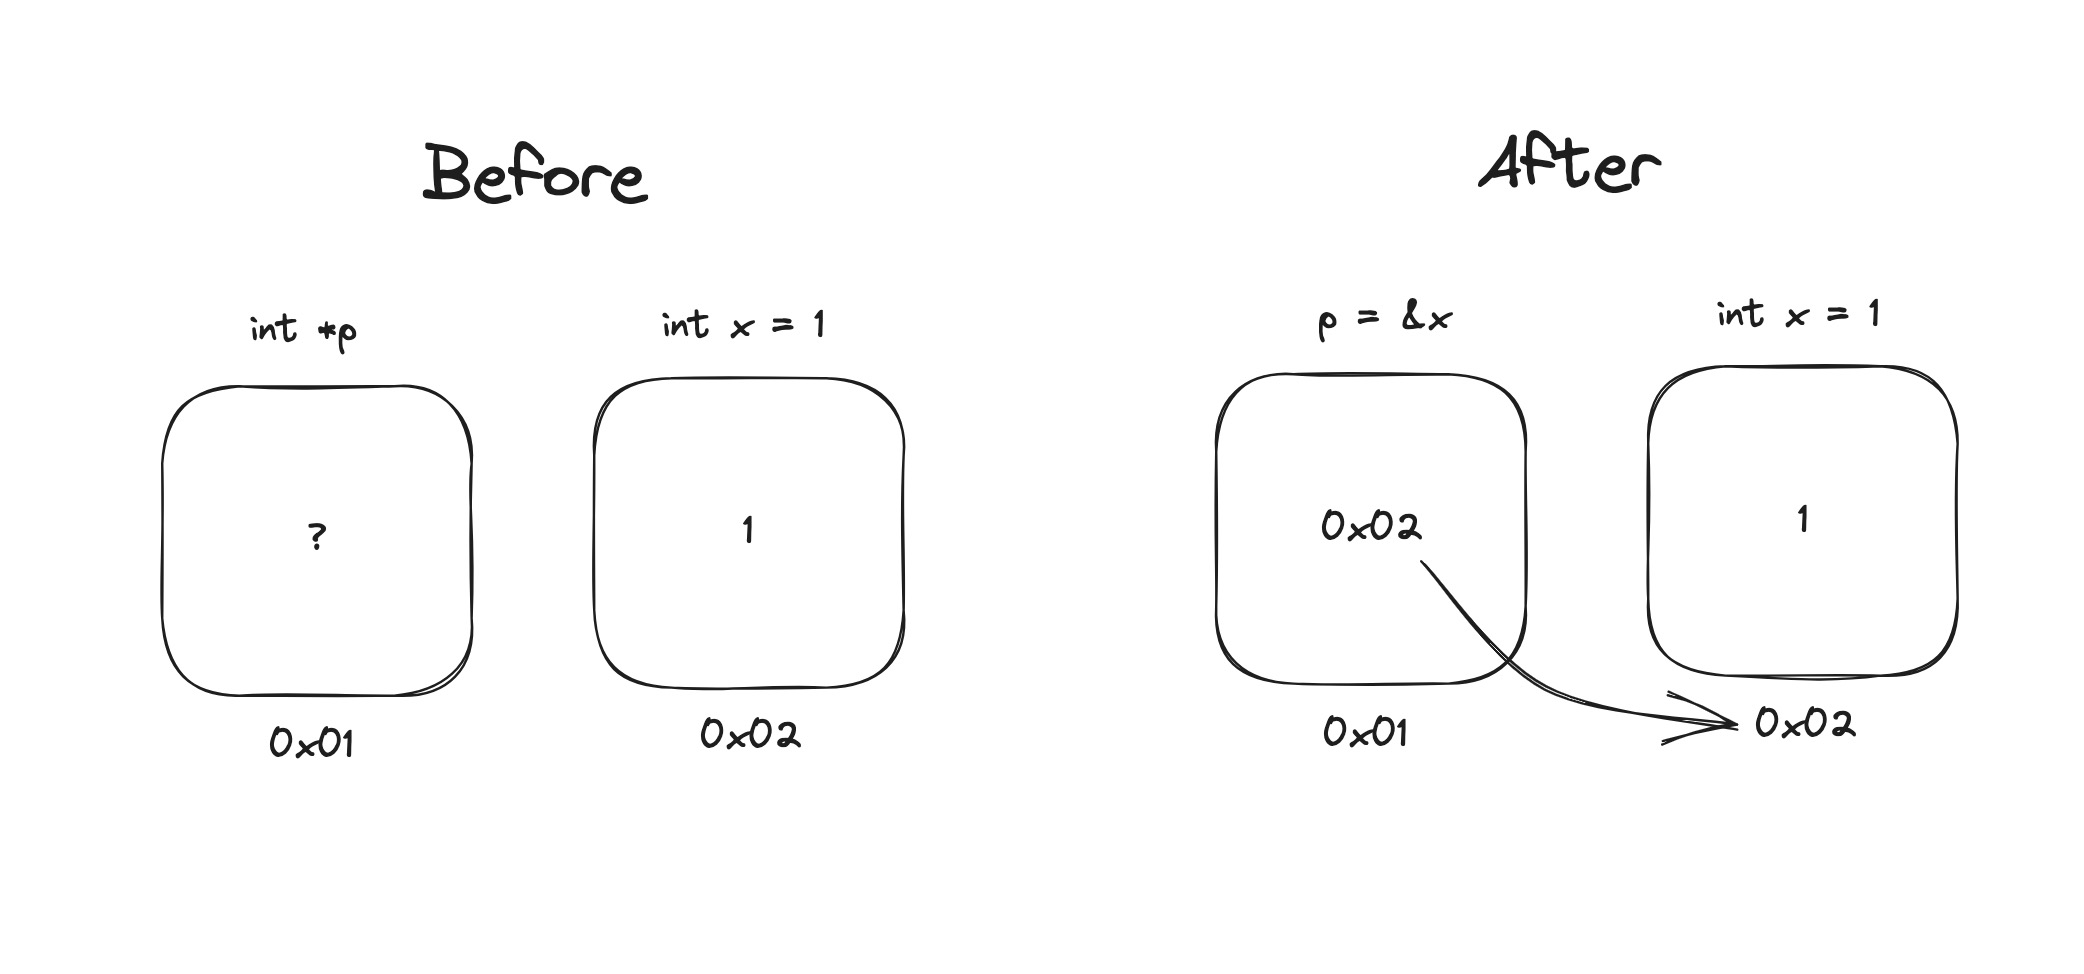 Before
int *p
int x = 1
?
1
0x01
0x02
After
p = &x
int x = 1
0x02
1
0x01
0x02